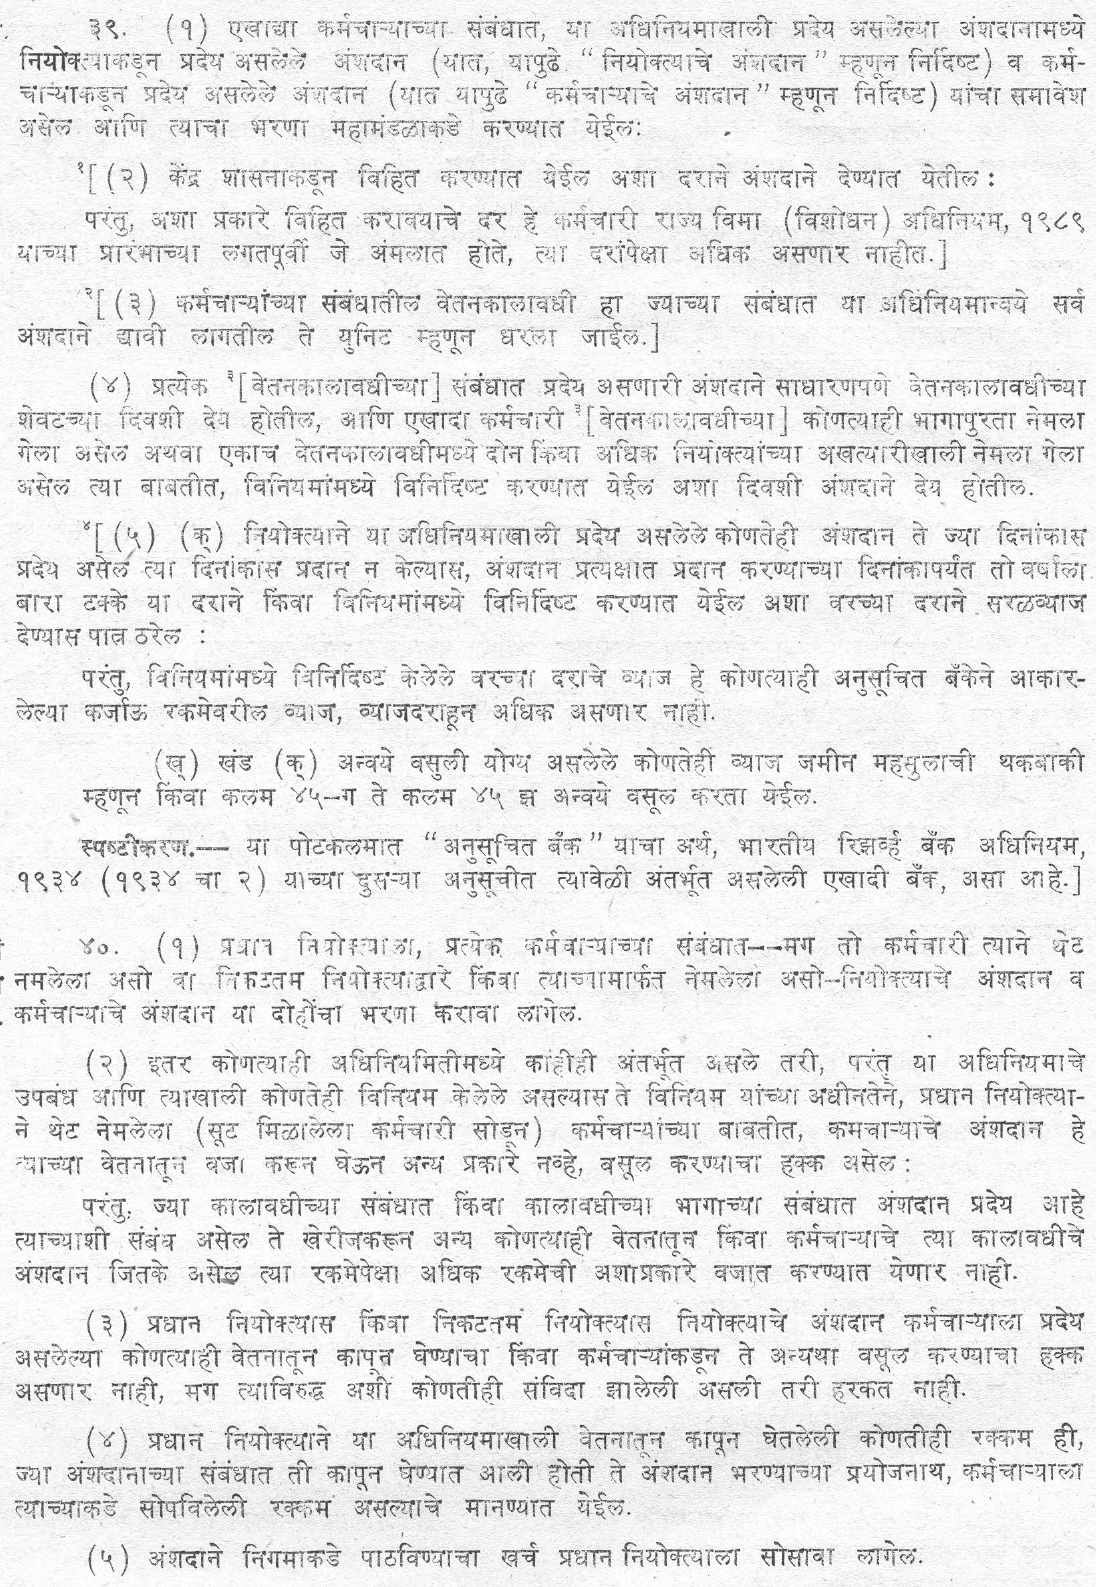 ३९. (१) एखाद्या कर्मचाऱ्याच्या संबंधात, या अधिनियमाखाली प्रदेय असलेल्या अंशदानामध्ये
नियोक्त्याकडून प्रदेय असलेले अंशदान (यात, यापुढे “नियोक्त्याचे अंशदान” म्हणून निर्दिष्ट) व कर्म-
चाऱ्याकडून प्रदेय असलेले अंशदान (यात यापुढे “कर्मचाऱ्याचे अंशदान” म्हणून निर्दिष्ट) यांचा समावेश
असेल आणि त्याचा भरणा महामंडळाकडे करण्यात येईल:
१[(२) केंद्र शासनाकडून विहित करण्यात येईल अशा दराने अंशदाने देण्यात येतील :
परंतु, अशा प्रकारे विहित करावयाचे दर हे कर्मचारी राज्य विमा (विशोधन) अधिनियम, १९८९
याच्या प्रारंभाच्या लगतपूर्वी जे अंमलात होते, त्या दरांपेक्षा अधिक असणार नाहीत.]
२[(३) कर्मचाऱ्यांच्या संबंधातील वेतनकालावधी हा ज्याच्या संबंधात या अधिनियमान्वये सर्व
अंशदाने द्यावी लागतील ते युनिट म्हणून धरला जाईल.]
(४) प्रत्येक ३[वेतनकालावधीच्या] संबंधात प्रदेय असणारी अंशदाने साधारणपणे वेतनकालावधीच्या
शेवटच्या दिवशी देय होतील, आणि एखादा कर्मचारी ३[वेतनकालावधीच्या] कोणत्याही भागापुरता नेमला
गेला असेल अथवा एकाच वेतनकालावधीमध्ये दोन किंवा अधिक नियोक्त्यांच्या अखत्यारीखाली नेमला गेला
असेल त्या बाबतीत, विनियमांमध्ये विनिर्दिष्ट करण्यात येईल अशा दिवशी अंशदाने देय होतील.
४[(५) (क्) नियोक्त्याने या अधिनियमाखाली प्रदेय असलेले कोणतेही अंशदान ते ज्या दिनांकास
प्रदेय असेल त्या दिनांकास प्रदान न केल्यास, अंशदान प्रत्यक्षात प्रदान करण्याच्या दिनांकापर्यंत तो वर्षाला
बारा टक्के या दराने किंवा विनियमांमध्ये विनिर्दिष्ट करण्यात येईल अशा वरच्या दराने सरळव्याज
देण्यास पात्र ठरेल :
परंतु, विनियमांमध्ये विनिर्दिष्ट केलेले वरच्या दराचे व्याज हे कोणत्याही अनुसूचित बँकेने आकार-
लेल्या कर्जाऊ रकमेवरील व्याज, व्याजदराहून अधिक असणार नाही.
(ख्) खंड (क्) अन्वये वसुली योग्य असलेले कोणतेही व्याज जमीन महसुलाची थकबाकी
म्हणून किंवा कलम ४५-ग ते कलम ४५ झ अन्वये वसूल करता येईल.
स्पष्टीकरण.-- या पोटकलमात “अनुसूचित बँक” याचा अर्थ, भारतीय रिझर्व्ह बँक अधिनियम,
१९३४ (१९३४ चा २) याच्या दुसऱ्या अनुसूचीत त्यावेळी अंतर्भूत असलेली एखादी बँक, असा आहे.]
४०. (१) प्रधान नियोक्त्याला, प्रत्येक कर्मचाऱ्याच्या संबंधात--मग तो कर्मचारी त्याने थेट
नमलेला असो वा निकटतम नियोक्त्याद्वारे किंवा त्याच्यामार्फत नेमलेला असो--नियोक्त्याचे अंशदान व
कर्मचाऱ्याचे अंशदान या दोहोंचा भरणा करावा लागेल.
(२) इतर कोणत्याही अधिनियमितीमध्ये काहीही अंतर्भूत असले तरी, परंतु या अधिनियमाचे
उपबंध आणि त्याखाली कोणतेही विनियम केलेले असल्यास ते विनियम यांच्या अधीनतेने, प्रधान नियोक्त्या-
ने थेट नेमलेला (सूट मिळालेला कर्मचारी सोडून) कर्मचाऱ्यांच्या बाबतीत, कमचाऱ्याचे अंशदान हे
त्याच्या वेतनातून वजा करून घेऊन अन्य प्रकारे नव्हे, वसूल करण्याचा हक्क असेल :
परंतु, ज्या कालावधीच्या संबंधात किंवा कालावधीच्या भागाच्या संबंधात अंशदान प्रदेय आहे
त्याच्याशी संबंध असेल ते खेरीजकरून अन्य कोणत्याही वेतनातून किंवा कर्मचाऱ्याचे त्या कालावधीचे
अंशदान जितके असेल त्या रकमेपेक्षा अधिक रकमेची अशाप्रकारे वजात करण्यात येणार नाही.
(३) प्रधान नियोक्त्यास किंवा निकटतम नियोक्त्यास नियोक्त्याचे अंशदान कर्मचाऱ्याला प्रदेय
असलेल्या कोणत्याही वेतनातून कापून घेण्याचा किंवा कर्मचाऱ्यांकडून ते अन्यथा वसूल करण्याचा हक्क
असणार नाही, मग त्याविरुद्ध अशी कोणतीही संविदा झालेली असली तरी हरकत नाही.
(४) प्रधान नियोक्त्याने या अधिनियमाखाली वेतनातून कापून घेतलेली कोणतीही रक्कम ही,
ज्या अंशदानाच्या संबंधात ती कापून घेण्यात आली होती ते अंशदान भरण्याच्या प्रयोजनाथ, कर्मचाऱ्याला
त्याच्याकडे सोपविलेली रक्कम असल्याचे मानण्यात येईल.
(५) अंशदाने निगमाकडे पाठविण्याचा खर्च प्रधान नियोक्त्याला सोसावा लागेल.